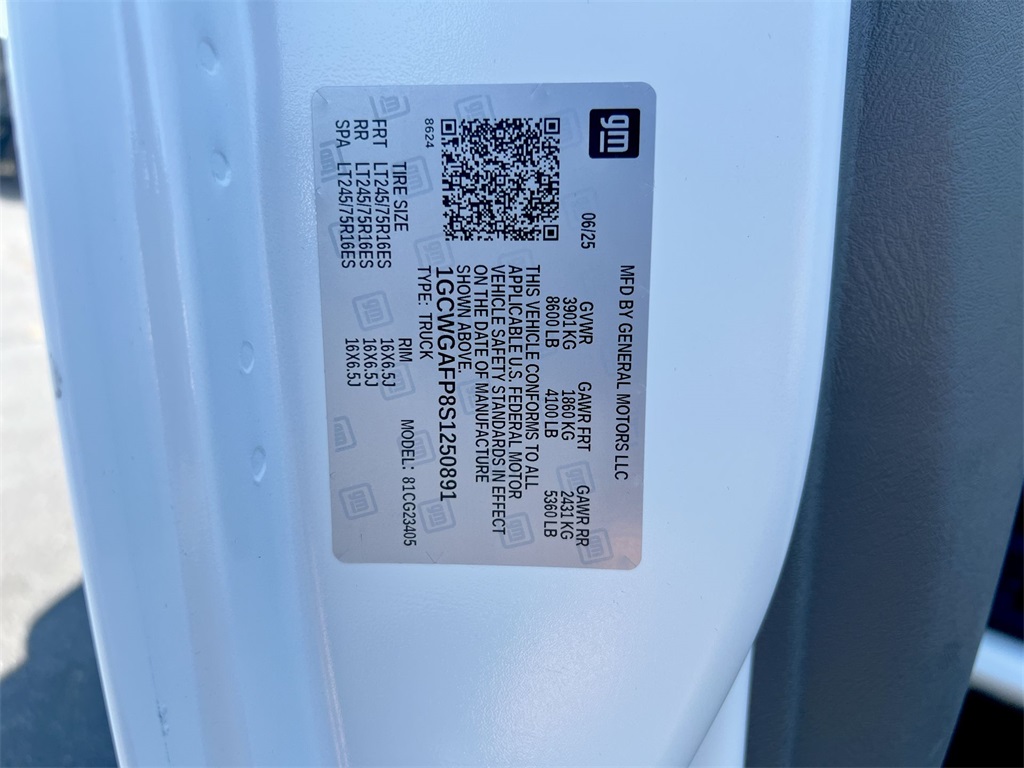 gm
MFD BY GENERAL MOTORS LLC
06/25
GVWR GAWR FRT GAWR RR
3901 KG 1860 KG 2431 KG
8600 LB 4100 LB 5360 LB
THIS VEHICLE CONFORMS TO ALL
APPLICABLE U.S. FEDERAL MOTOR
VEHICLE SAFETY STANDARDS IN EFFECT
ON THE DATE OF MANUFACTURE
SHOWN ABOVE.
1GCWGAFP8S1250891
TYPE: TRUCK
8624
TIRE SIZE RIM MODEL: 81CG23405
FRT LT245/75R16ES 16X6.5J
RR LT245/75R16ES 16X6.5J
SPA LT245/75R16ES 16X6.5J